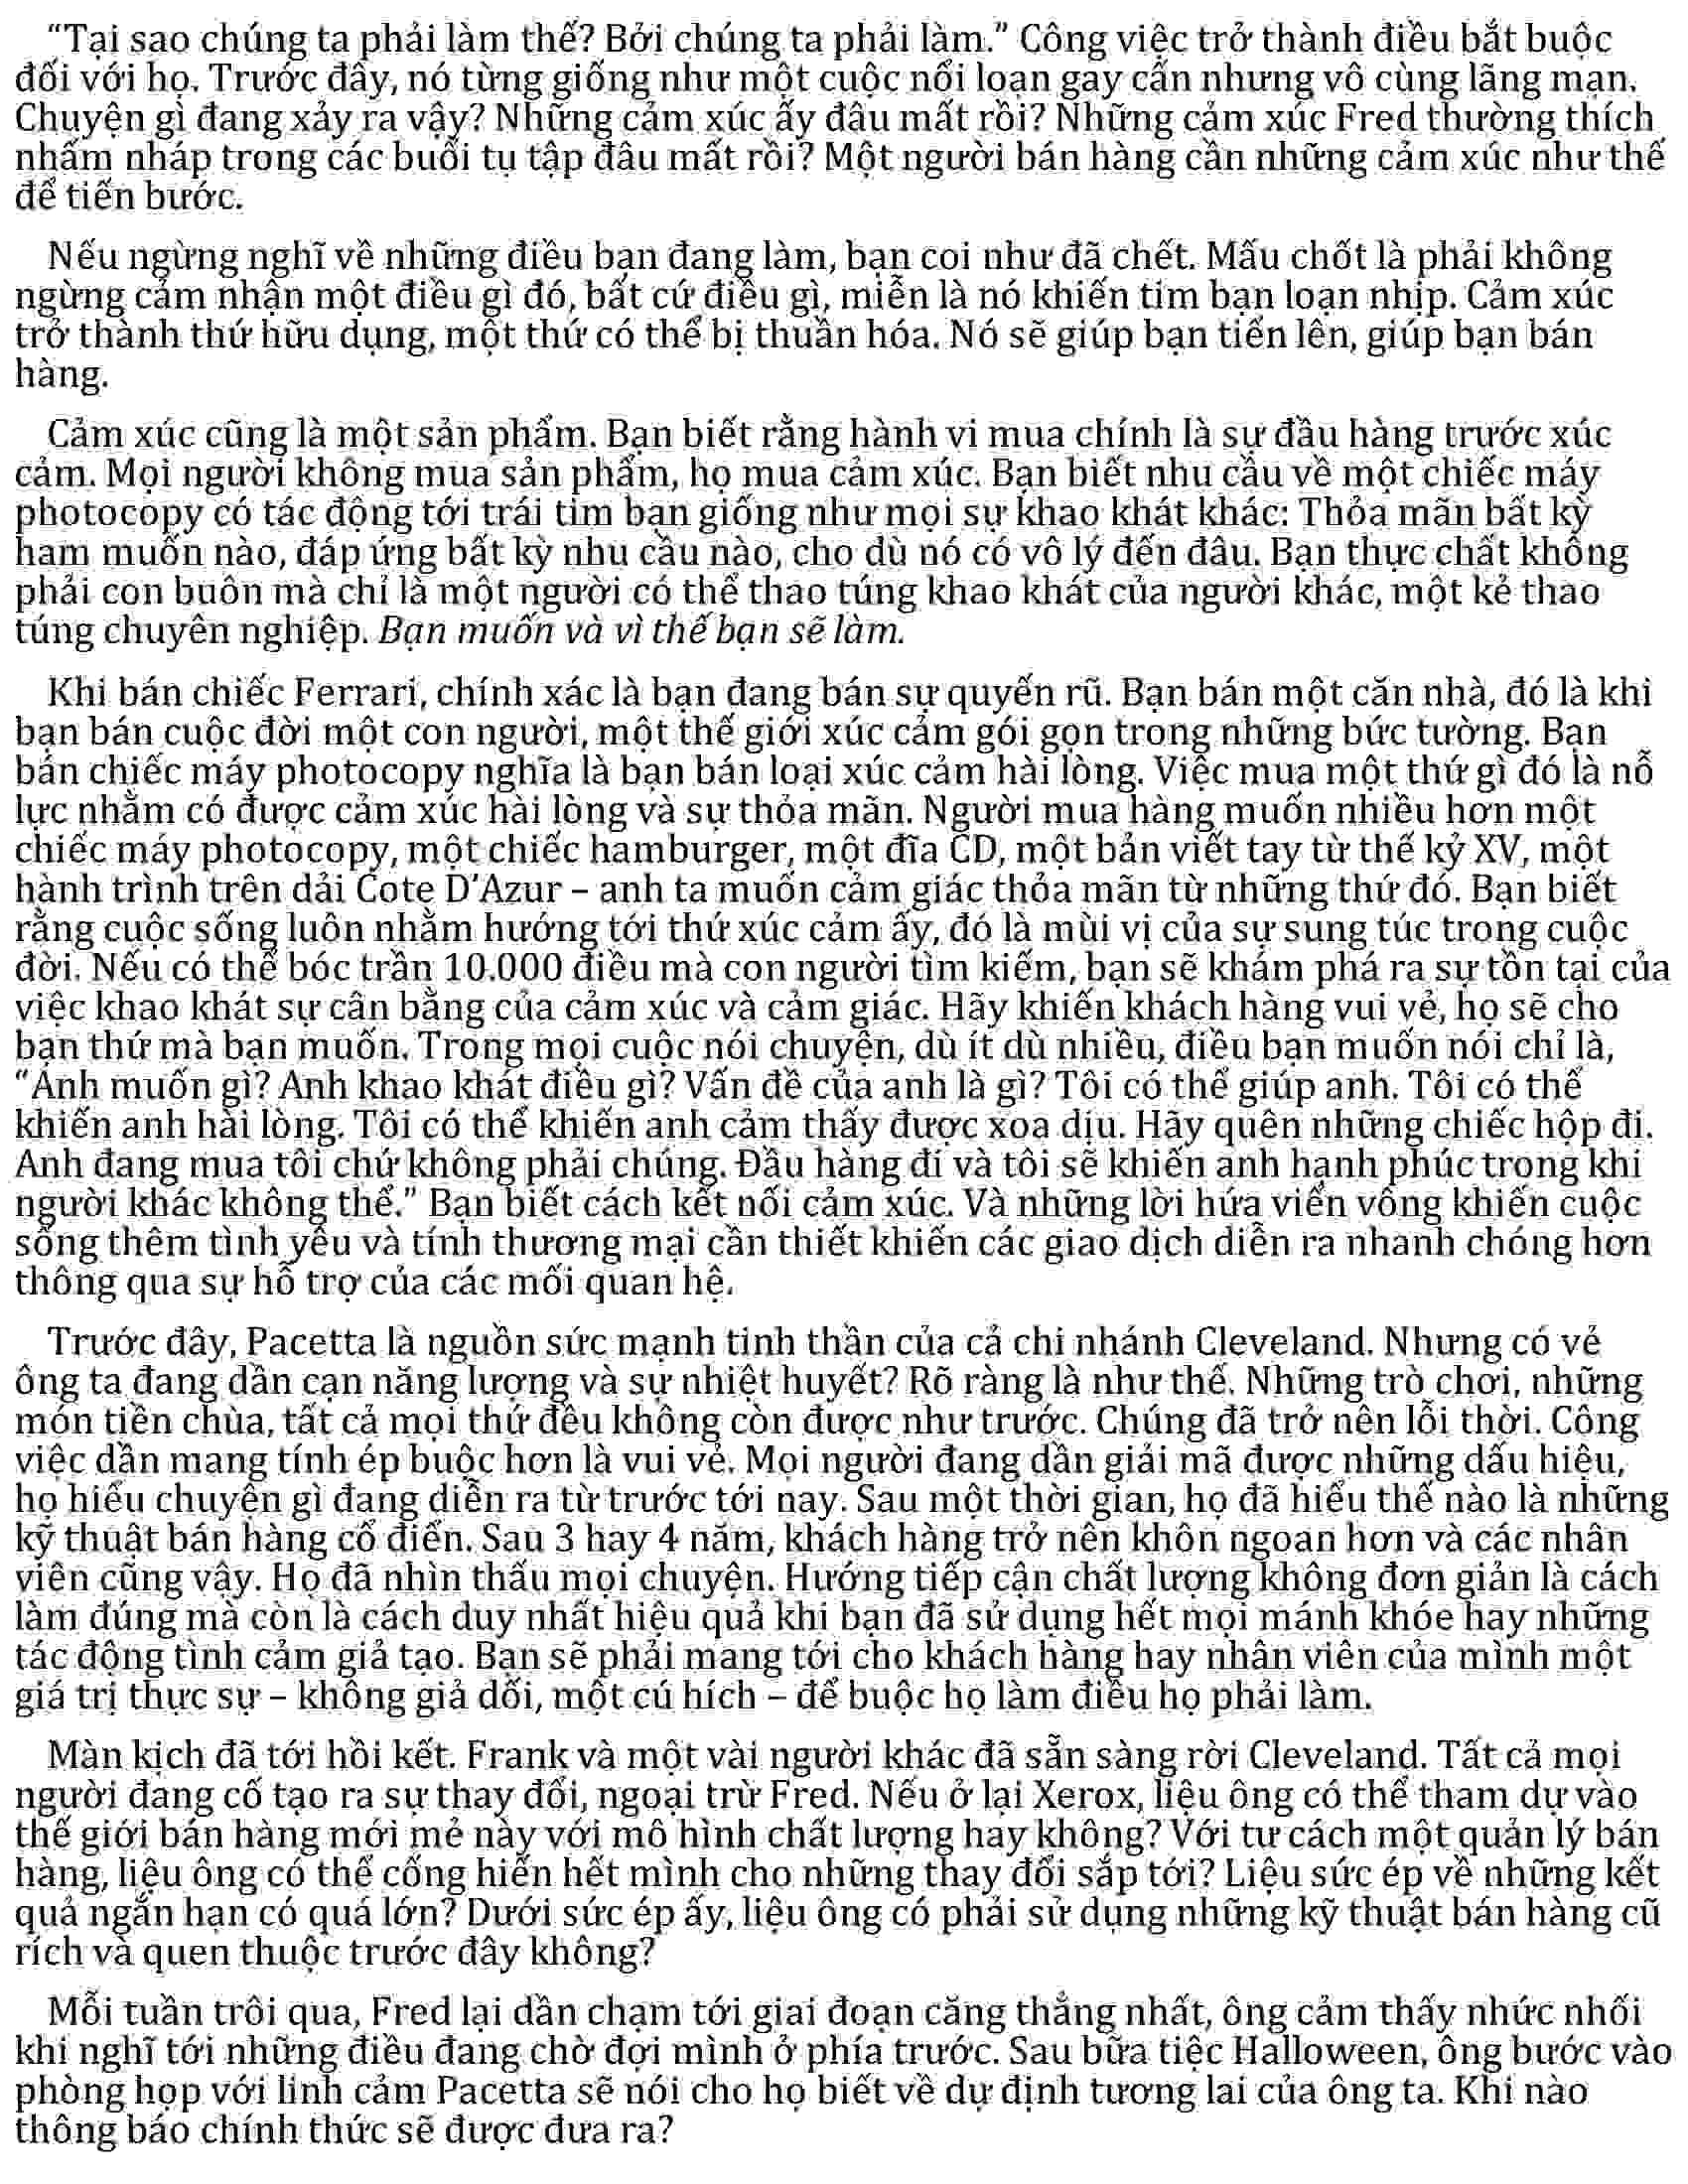 “Tại sao chúng ta phải làm thế? Bởi chúng ta phải làm.” Công việc trở thành điều bắt buộc
đối với họ. Trước đây, nó từng giống như một cuộc nổi loạn gay cấn nhưng vô cùng lãng mạn.
Chuyện gì đang xảy ra vậy? Những cảm xúc ấy đâu mất rồi? Những cảm xúc Fred thường thích
nhấm nháp trong các buổi tụ tập đâu mất rồi? Một người bán hàng cần những cảm xúc như thế
để tiến bước.
Nếu ngừng nghĩ về những điều bạn đang làm, bạn coi như đã chết. Mấu chốt là phải không
ngừng cảm nhận một điều gì đó, bất cứ điều gì, miễn là nó khiến tim bạn loạn nhịp. Cảm xúc
trở thành thứ hữu dụng, một thứ có thể bị thuần hóa. Nó sẽ giúp bạn tiến lên, giúp bạn bán
hàng.
Cảm xúc cũng là một sản phẩm. Bạn biết rằng hành vi mua chính là sự đầu hàng trước xúc
cảm. Mọi người không mua sản phẩm, họ mua cảm xúc. Bạn biết nhu cầu về một chiếc máy
photocopy có tác động tới trái tim bạn giống như mọi sự khao khát khác: Thỏa mãn bất kỳ
ham muốn nào, đáp ứng bất kỳ nhu cầu nào, cho dù nó có vô lý đến đâu. Bạn thực chất không
phải con buôn mà chỉ là một người có thể thao túng khao khát của người khác, một kẻ thao
túng chuyên nghiệp. Bạn muốn và vì thế bạn sẽ làm.
Khi bán chiếc Ferrari, chính xác là bạn đang bán sự quyến rũ. Bạn bán một căn nhà, đó là khi
bạn bán cuộc đời một con người, một thế giới xúc cảm gói gọn trong những bức tường. Bạn
bán chiếc máy photocopy nghĩa là bạn bán loại xúc cảm hài lòng. Việc mua một thứ gì đó là nỗ
lực nhằm có được cảm xúc hài lòng và sự thỏa mãn. Người mua hàng muốn nhiều hơn một
chiếc máy photocopy, một chiếc hamburger, một đĩa CD, một bản viết tay từ thế kỷ XV, một
hành trình trên dải Cote D’Azur – anh ta muốn cảm giác thỏa mãn từ những thứ đó. Bạn biết
rằng cuộc sống luôn nhằm hướng tới thứ xúc cảm ấy, đó là mùi vị của sự sung túc trong cuộc
đời. Nếu có thể bóc trần 10.000 điều mà con người tìm kiếm, bạn sẽ khám phá ra sự tồn tại của
việc khao khát sự cân bằng của cảm xúc và cảm giác. Hãy khiến khách hàng vui vẻ, họ sẽ cho
bạn thứ mà bạn muốn. Trong mọi cuộc nói chuyện, dù ít dù nhiều, điều bạn muốn nói chỉ là,
“Anh muốn gì? Anh khao khát điều gì? Vấn đề của anh là gì? Tôi có thể giúp anh. Tôi có thể
khiến anh hài lòng. Tôi có thể khiến anh cảm thấy được xoa dịu. Hãy quên những chiếc hộp đi.
Anh đang mua tôi chứ không phải chúng. Đầu hàng đi và tôi sẽ khiến anh hạnh phúc trong khi
người khác không thể.” Bạn biết cách kết nối cảm xúc. Và những lời hứa viển vông khiến cuộc
sống thêm tình yêu và tính thương mại cần thiết khiến các giao dịch diễn ra nhanh chóng hơn
thông qua sự hỗ trợ của các mối quan hệ.
Trước đây, Pacetta là nguồn sức mạnh tinh thần của cả chi nhánh Cleveland. Nhưng có vẻ
ông ta đang dần cạn năng lượng và sự nhiệt huyết? Rõ ràng là như thế. Những trò chơi, những
món tiền chùa, tất cả mọi thứ đều không còn được như trước. Chúng đã trở nên lỗi thời. Công
việc dần mang tính ép buộc hơn là vui vẻ. Mọi người đang dần giải mã được những dấu hiệu,
họ hiểu chuyện gì đang diễn ra từ trước tới nay. Sau một thời gian, họ đã hiểu thế nào là những
kỹ thuật bán hàng cổ điển. Sau 3 hay 4 năm, khách hàng trở nên khôn ngoan hơn và các nhân
viên cũng vậy. Họ đã nhìn thấu mọi chuyện. Hướng tiếp cận chất lượng không đơn giản là cách
làm đúng mà còn là cách duy nhất hiệu quả khi bạn đã sử dụng hết mọi mánh khóe hay những
tác động tình cảm giả tạo. Bạn sẽ phải mang tới cho khách hàng hay nhân viên của mình một
giá trị thực sự – không giả dối, một cú hích – để buộc họ làm điều họ phải làm.
Màn kịch đã tới hồi kết. Frank và một vài người khác đã sẵn sàng rời Cleveland. Tất cả mọi
người đang cố tạo ra sự thay đổi, ngoại trừ Fred. Nếu ở lại Xerox, liệu ông có thể tham dự vào
thế giới bán hàng mới mẻ này với mô hình chất lượng hay không? Với tư cách một quản lý bán
hàng, liệu ông có thể cống hiến hết mình cho những thay đổi sắp tới? Liệu sức ép về những kết
quả ngắn hạn có quá lớn? Dưới sức ép ấy, liệu ông có phải sử dụng những kỹ thuật bán hàng cũ
rích và quen thuộc trước đây không?
Mỗi tuần trôi qua, Fred lại dần chạm tới giai đoạn căng thẳng nhất, ông cảm thấy nhức nhối
khi nghĩ tới những điều đang chờ đợi mình ở phía trước. Sau bữa tiệc Halloween, ông bước vào
phòng họp với linh cảm Pacetta sẽ nói cho họ biết về dự định tương lai của ông ta. Khi nào
thông báo chính thức sẽ được đưa ra?